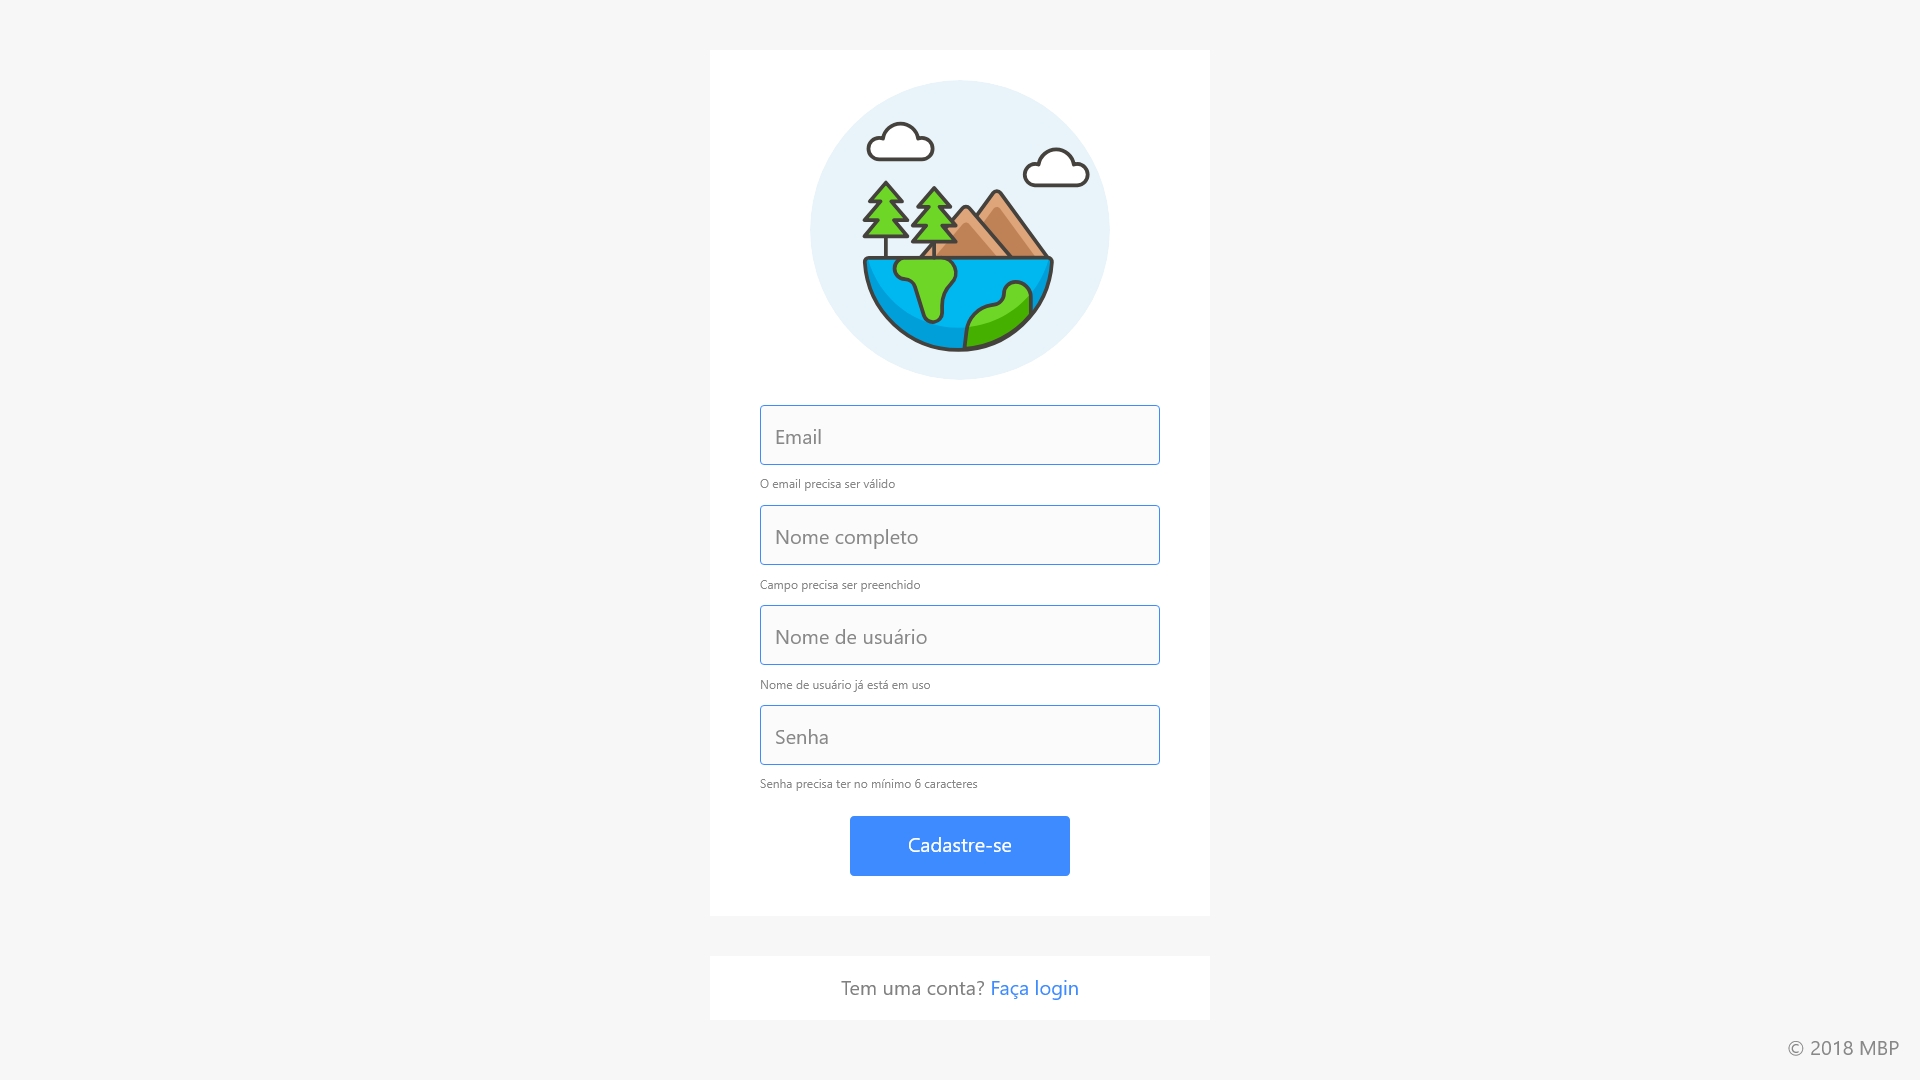 Email
O email precisa ser válido
Nome completo
Campo precisa ser preenchido
Nome de usuário
Nome de usuário já está em uso
Senha
Senha precisa ter no mínimo 6 caracteres
Cadastre-se
Tem uma conta? Faça login
© 2018 MBP